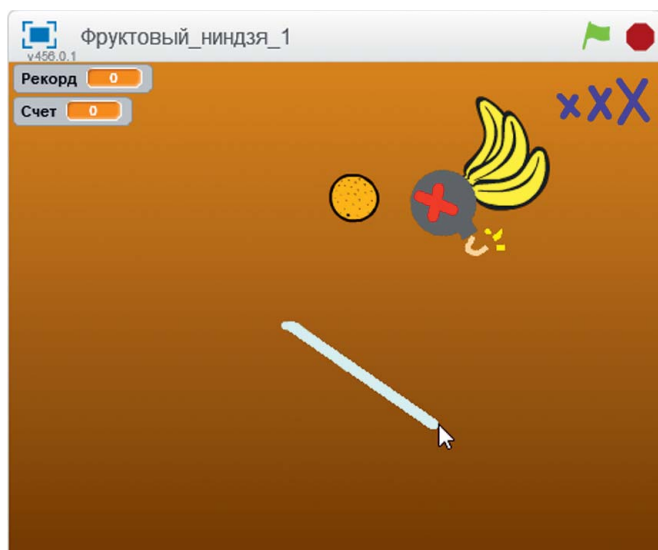 Фруктовый_ниндзя_1
v456.0.1
Рекорд 0
Счет 0
x x X